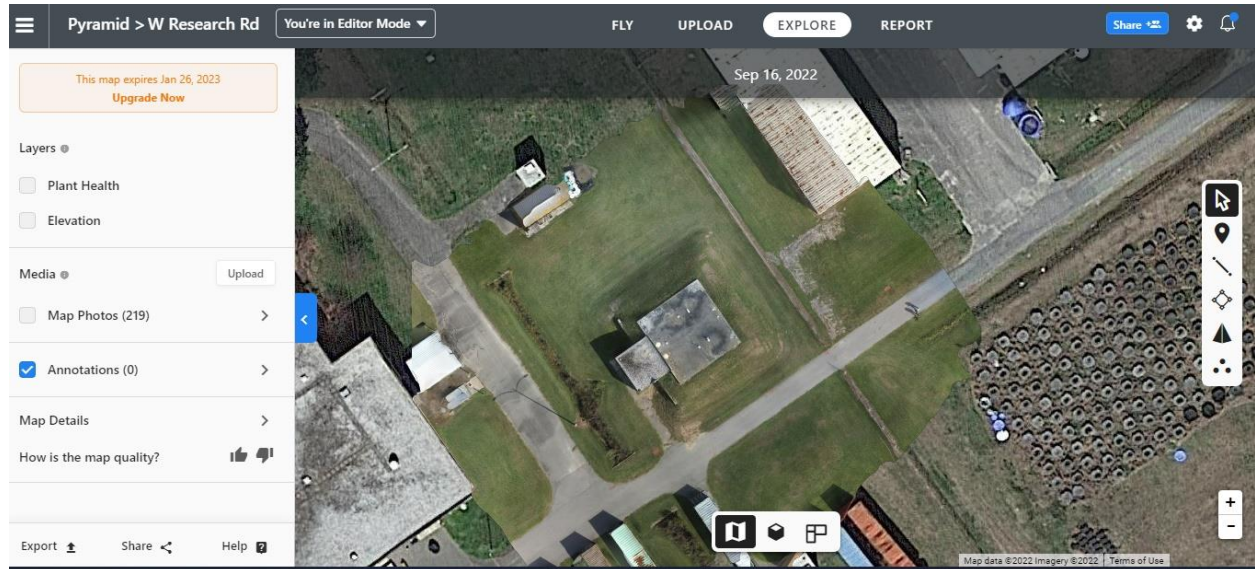 Pyramid > W Research Rd
You're in Editor Mode
FLY
UPLOAD
EXPLORE
REPORT
Share
This map expires Jan 26, 2023
Upgrade Now
Sep 16, 2022
Layers
Plant Health
Elevation
Media
Upload
Map Photos (219)
Annotations (0)
Map Details
How is the map quality?
Export
Share
Help
+
-
Map data ©2022 Imagery ©2022
Terms of Use